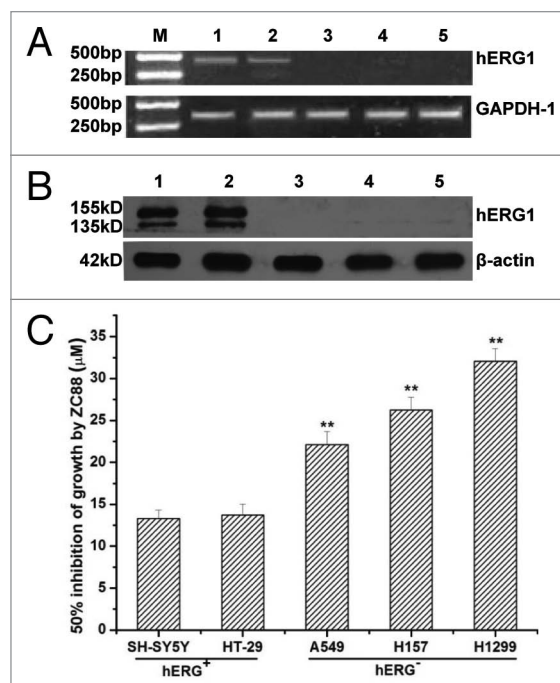 A
M 1 2 3 4 5
500bp
250bp
hERG1
500bp
250bp
GAPDH-1
B
1 2 3 4 5
155kD
135kD
hERG1
42kD
β-actin
C
50% inhibition of growth by ZC88 (μM)
35
30
25
20
15
10
5
0
**
**
**
SH-SY5Y HT-29 A549 H157 H1299
hERG+ hERG-